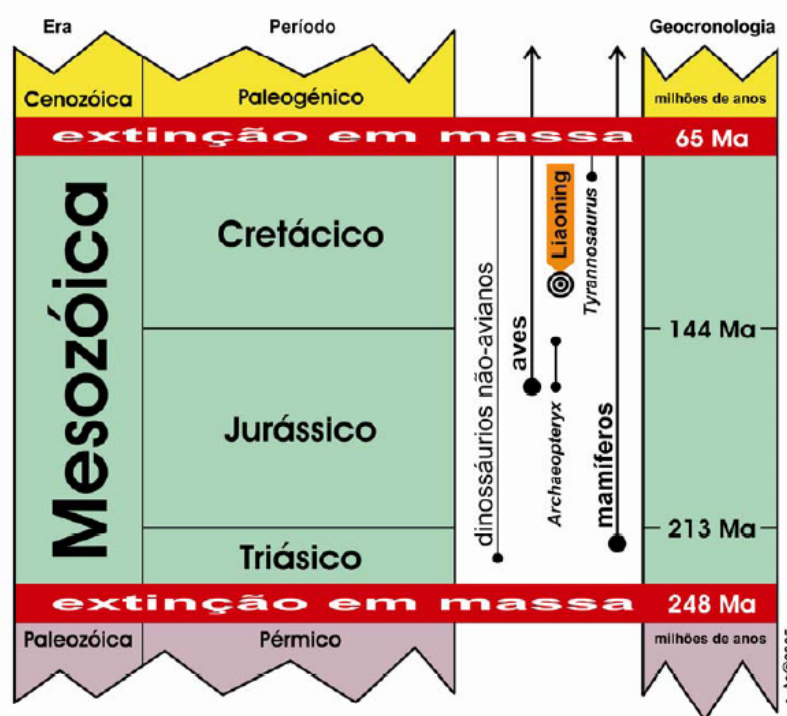 Era
Período
Geocronologia
Cenozóica
Paleogénico
milhões de anos
extinção em massa
65 Ma
Mesozóica
Cretácico
Jurássico
Triásico
dinossáurios não-avianos
aves
Liaoning
Archaeopteryx
Tyrannosaurus
mamíferos
144 Ma
213 Ma
extinção em massa
248 Ma
Paleozóica
Pérmico
milhões de anos